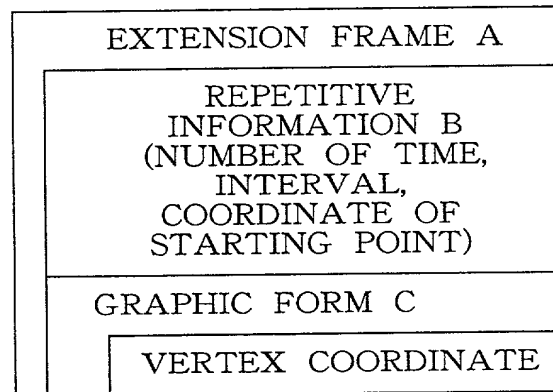 EXTENSION FRAME A
REPETITIVE
INFORMATION B
(NUMBER OF TIME,
INTERVAL,
COORDINATE OF
STARTING POINT)
GRAPHIC FORM C
VERTEX COORDINATE